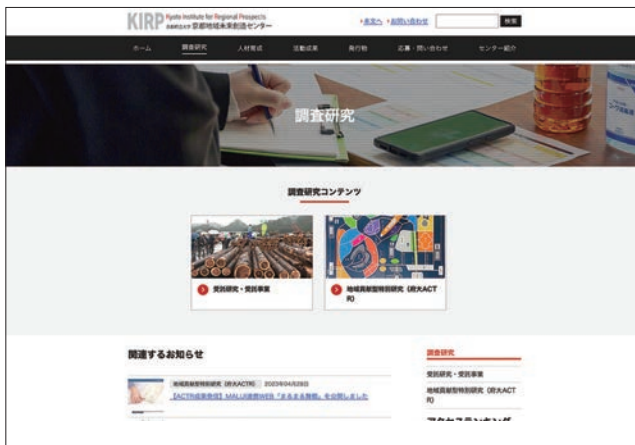 KIRP Kyoto Institute for Regional Prospects
京都府立大学 京都地域未来創造センター
本文へ お問い合わせ
検索
ホーム 調査研究 人材育成 活動成果 発行物 応募・問い合わせ センター紹介
調査研究
調査研究コンテンツ
受託研究・受託事業
地域貢献型特別研究（府大ACT
R）
関連するお知らせ
地域貢献型特別研究（府大ACTR） 2023年04月28日
【ACTR成果発信】MALUI連携WEB「まるまる舞鶴」を公開しました
調査研究
受託研究・受託事業
地域貢献型特別研究（府大ACT
R）
アクセスランキング